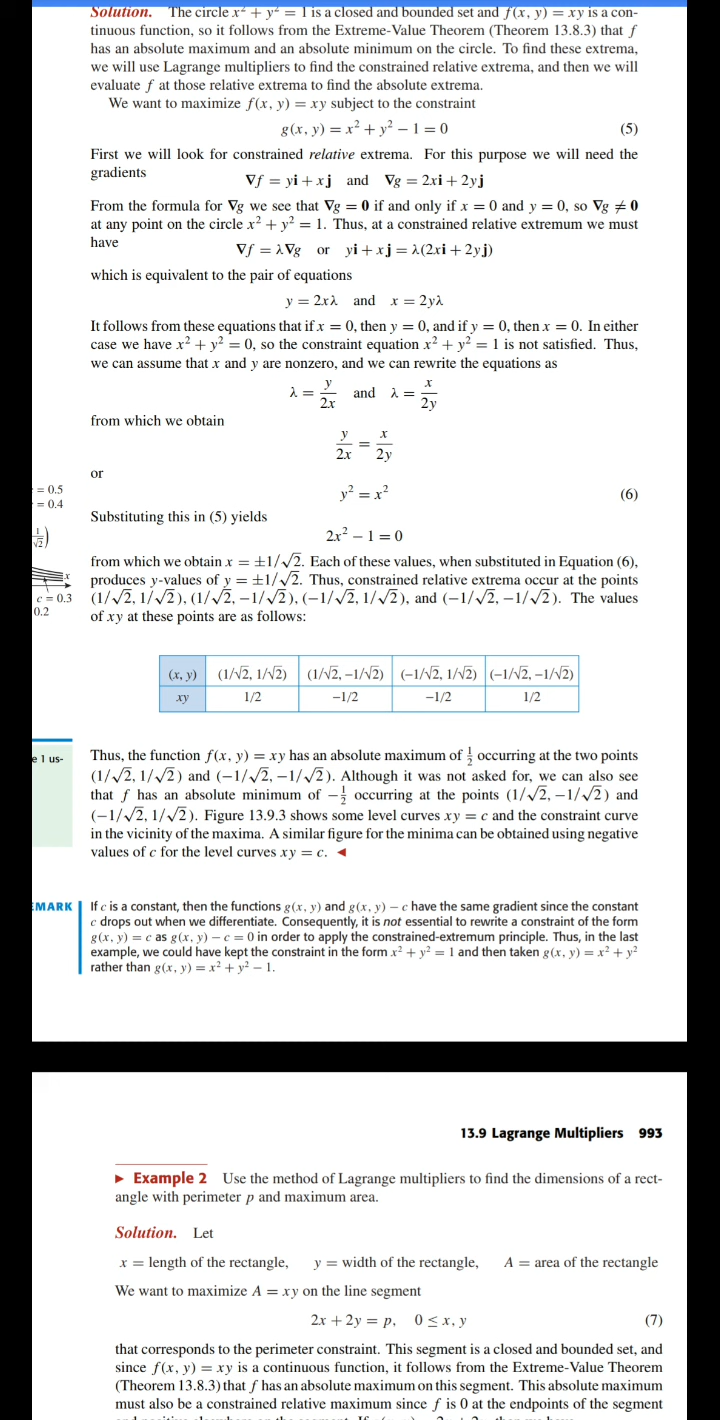 Solution. The circle x² + y² = 1 is a closed and bounded set and f(x, y) = xy is a con-
tinuous function, so it follows from the Extreme-Value Theorem (Theorem 13.8.3) that f
has an absolute maximum and an absolute minimum on the circle. To find these extrema,
we will use Lagrange multipliers to find the constrained relative extrema, and then we will
evaluate f at those relative extrema to find the absolute extrema.
We want to maximize f(x, y) = xy subject to the constraint
g(x, y) = x² + y² − 1 = 0 (5)
First we will look for constrained relative extrema. For this purpose we will need the
gradients
∇f = yi + xj and ∇g = 2xi + 2yj
From the formula for ∇g we see that ∇g = 0 if and only if x = 0 and y = 0, so ∇g ≠ 0
at any point on the circle x² + y² = 1. Thus, at a constrained relative extremum we must
have
∇f = λ∇g or yi + xj = λ(2xi + 2yj)
which is equivalent to the pair of equations
y = 2xλ and x = 2yλ
It follows from these equations that if x = 0, then y = 0, and if y = 0, then x = 0. In either
case we have x² + y² = 0, so the constraint equation x² + y² = 1 is not satisfied. Thus,
we can assume that x and y are nonzero, and we can rewrite the equations as
λ = y/2x and λ = x/2y
from which we obtain
y/2x = x/2y
or
y² = x² (6)
Substituting this in (5) yields
2x² − 1 = 0
from which we obtain x = ±1/√2. Each of these values, when substituted in Equation (6),
produces y-values of y = ±1/√2. Thus, constrained relative extrema occur at the points
(1/√2, 1/√2), (1/√2, −1/√2), (−1/√2, 1/√2), and (−1/√2, −1/√2). The values
of xy at these points are as follows:
= 0.5
= 0.4
x
c = 0.3
0.2
(x, y) (1/√2, 1/√2) (1/√2, −1/√2) (−1/√2, 1/√2) (−1/√2, −1/√2)
xy 1/2 −1/2 −1/2 1/2
e 1 us-
Thus, the function f(x, y) = xy has an absolute maximum of ½ occurring at the two points
(1/√2, 1/√2) and (−1/√2, −1/√2). Although it was not asked for, we can also see
that f has an absolute minimum of −½ occurring at the points (1/√2, −1/√2) and
(−1/√2, 1/√2). Figure 13.9.3 shows some level curves xy = c and the constraint curve
in the vicinity of the maxima. A similar figure for the minima can be obtained using negative
values of c for the level curves xy = c. ◄
EMARK
If c is a constant, then the functions g(x, y) and g(x, y) − c have the same gradient since the constant
c drops out when we differentiate. Consequently, it is not essential to rewrite a constraint of the form
g(x, y) = c as g(x, y) − c = 0 in order to apply the constrained-extremum principle. Thus, in the last
example, we could have kept the constraint in the form x² + y² = 1 and then taken g(x, y) = x² + y²
rather than g(x, y) = x² + y² − 1.
13.9 Lagrange Multipliers 993
► Example 2 Use the method of Lagrange multipliers to find the dimensions of a rect-
angle with perimeter p and maximum area.
Solution. Let
x = length of the rectangle, y = width of the rectangle, A = area of the rectangle
We want to maximize A = xy on the line segment
2x + 2y = p, 0 ≤ x, y (7)
that corresponds to the perimeter constraint. This segment is a closed and bounded set, and
since f(x, y) = xy is a continuous function, it follows from the Extreme-Value Theorem
(Theorem 13.8.3) that f has an absolute maximum on this segment. This absolute maximum
must also be a constrained relative maximum since f is 0 at the endpoints of the segment